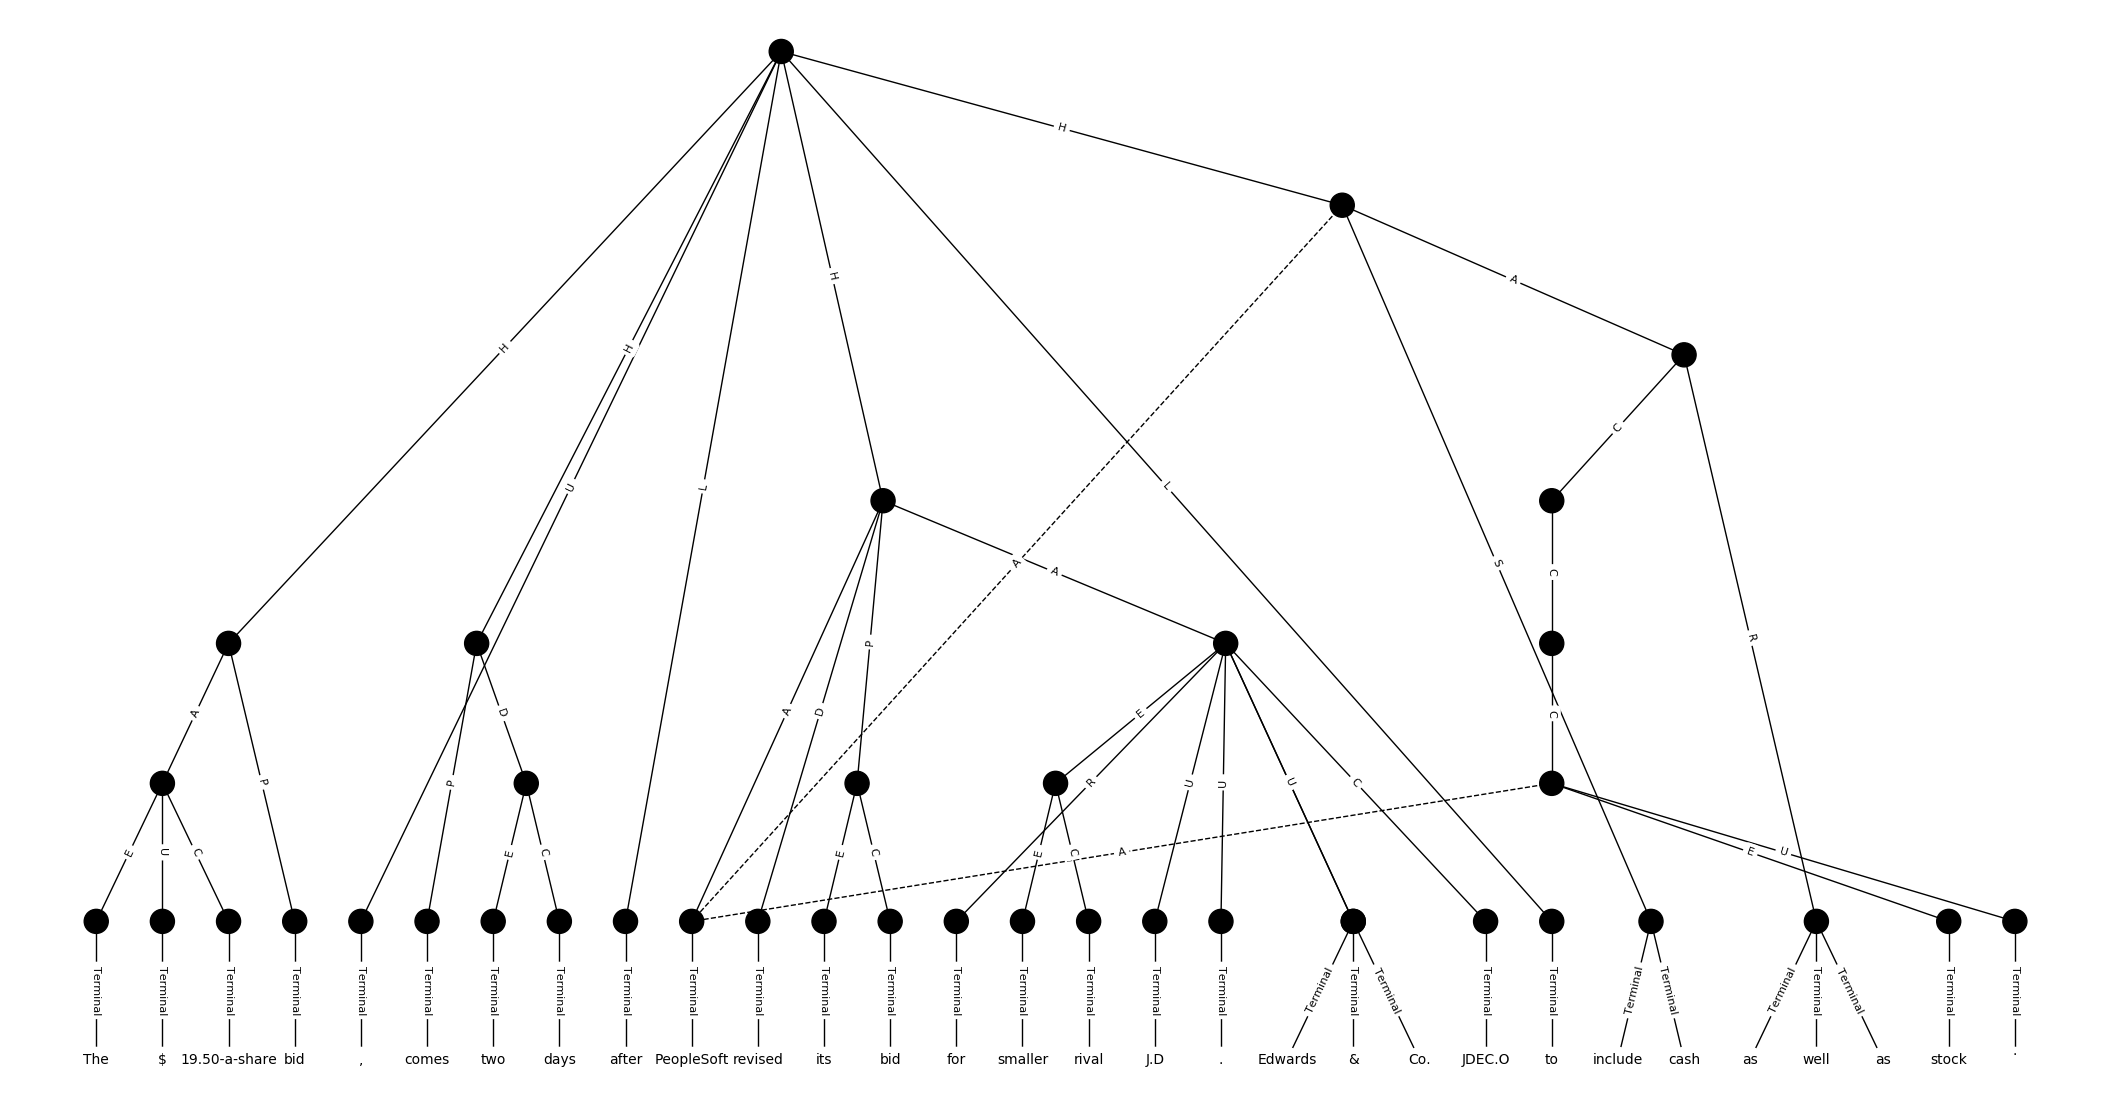 H
A
H
H
C
L
U
H
C
A
A
S
P
R
A
D
A
D
E
C
P
P
R
U
U
U
C
E
U
C
E
C
E
C
E
C
A
E
U
Terminal Terminal Terminal Terminal Terminal Terminal Terminal Terminal Terminal Terminal Terminal Terminal Terminal Terminal Terminal Terminal Terminal Terminal Terminal Terminal Terminal Terminal Terminal Terminal Terminal Terminal Terminal Terminal Terminal Terminal
The $ 19.50-a-share bid , comes two days after PeopleSoft revised its bid for smaller rival J.D . Edwards & Co. JDEC.O to include cash as well as stock .